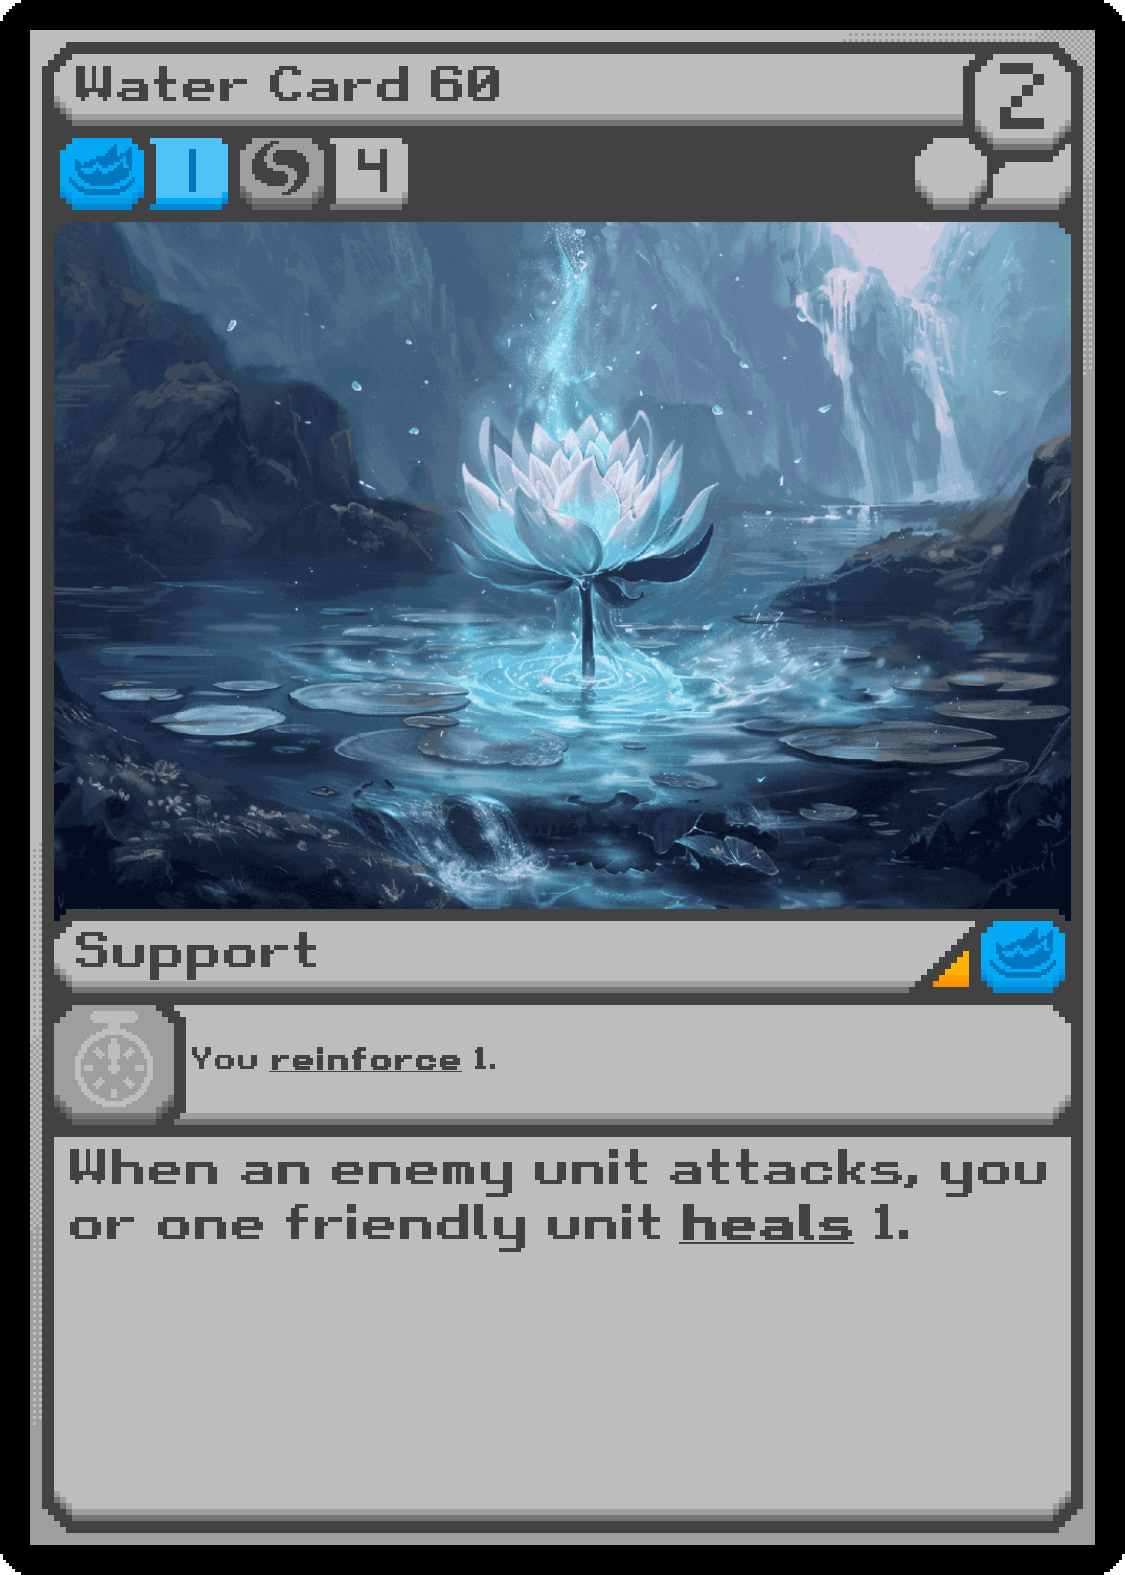 Water Card 60
2
1
4
Support
You reinforce 1.
When an enemy unit attacks, you
or one friendly unit heals 1.